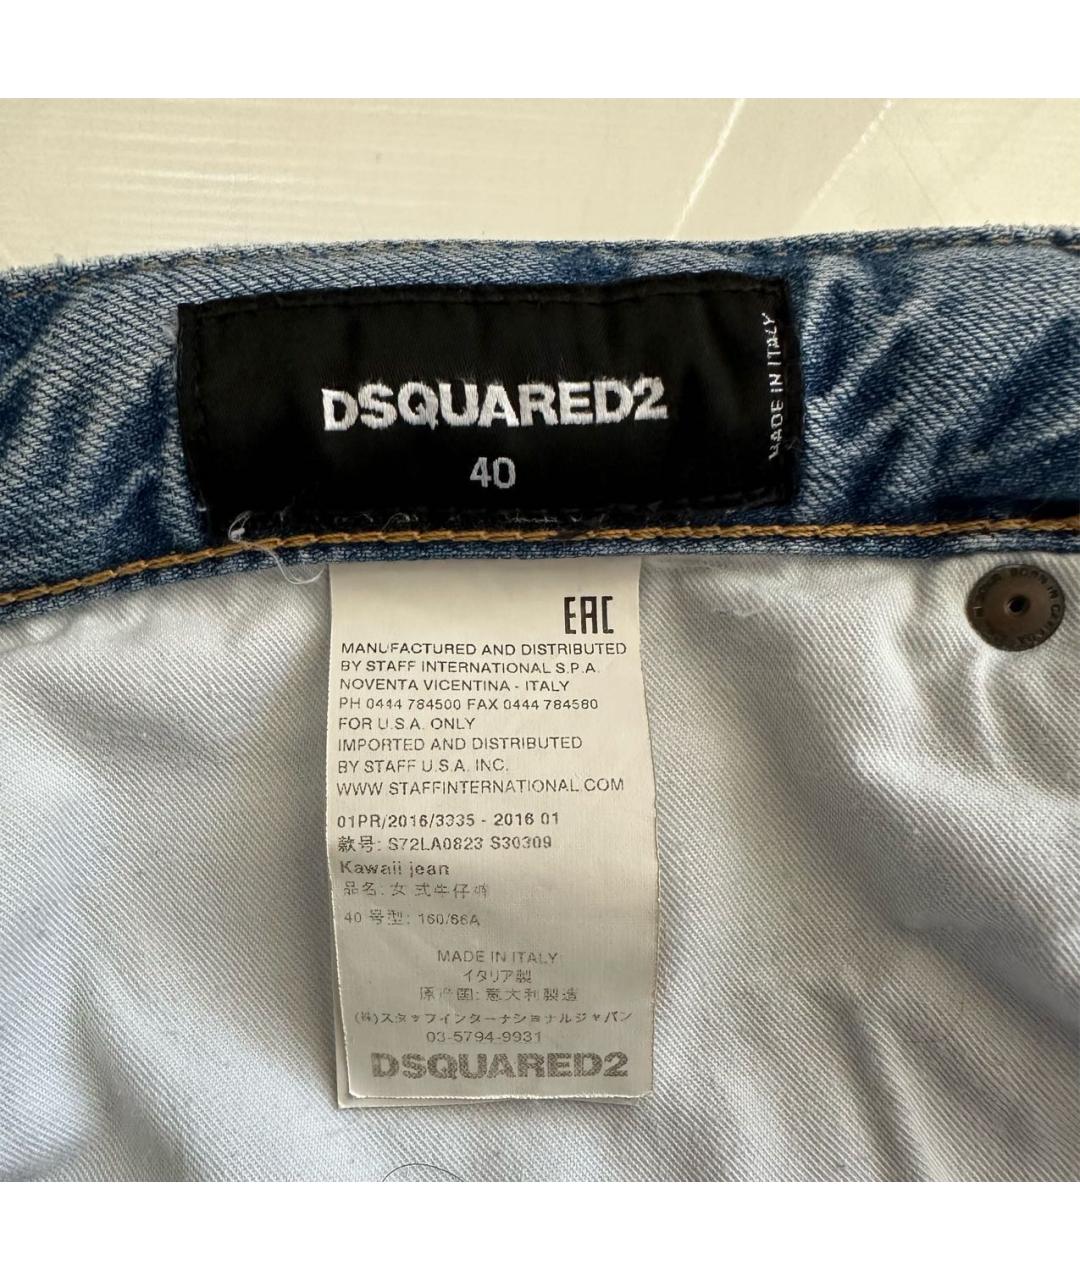 DSQUARED2
40
MADE IN ITALY
EAC
MANUFACTURED AND DISTRIBUTED
BY STAFF INTERNATIONAL S.P.A.
NOVENTA VICENTINA - ITALY
PH 0444 784500 FAX 0444 784580
FOR U.S.A. ONLY
IMPORTED AND DISTRIBUTED
BY STAFF U.S.A. INC.
WWW.STAFFINTERNATIONAL.COM
01PR/2016/3335 - 2016 01
款号: S72LA0823 S30309
Kawaii jean
品名: 女式牛仔裤
40 号型: 160/66A
MADE IN ITALY
イタリア製
原産国: 意大利製造
(株)スタッフインターナショナルジャパン
03-5794-9931
DSQUARED2
BORN IN CA